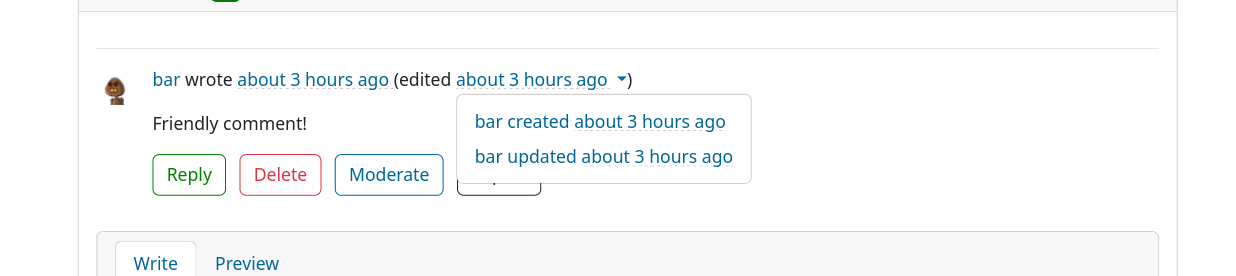 bar wrote about 3 hours ago (edited about 3 hours ago )
bar created about 3 hours ago
bar updated about 3 hours ago
Friendly comment!
Reply Delete Moderate
Write Preview